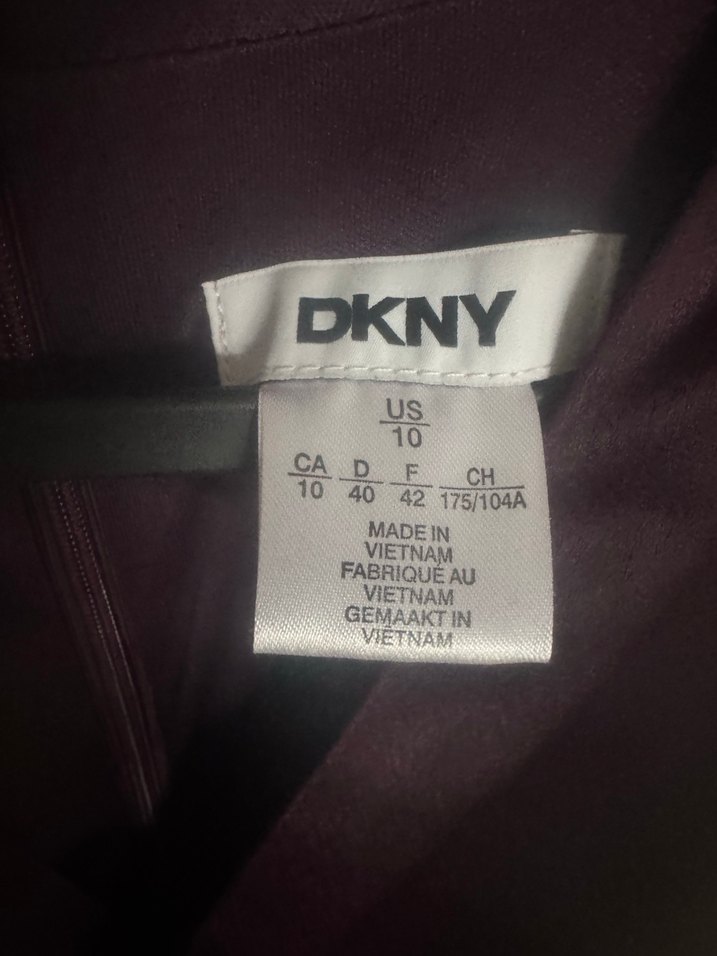 DKNY
US
10
CA D F CH
10 40 42 175/104A
MADE IN
VIETNAM
FABRIQUÉ AU
VIETNAM
GEMAAKT IN
VIETNAM